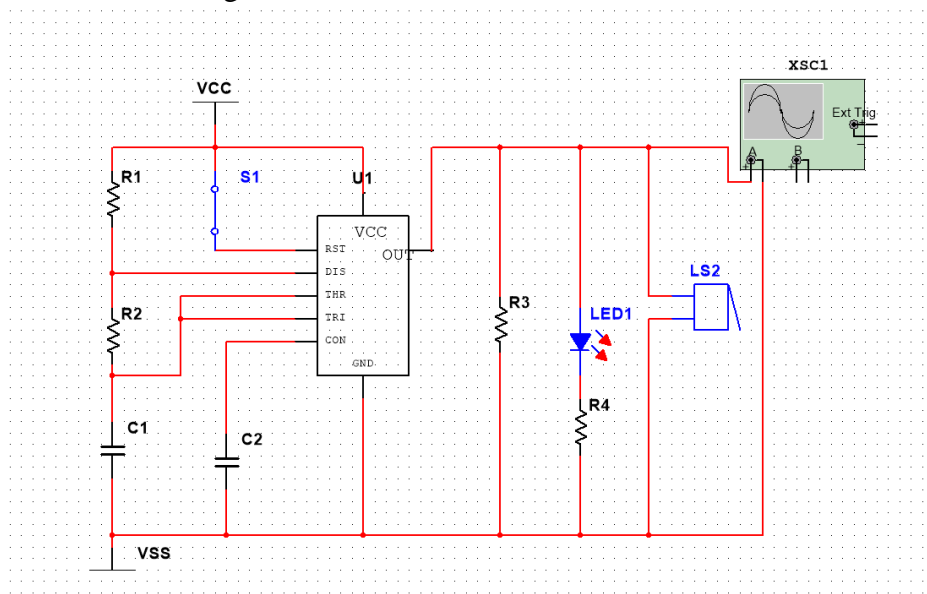 XSC1
VCC
Ext Trig
R1
S1
U1
A
B
VCC
RST
OUT
DIS
LS2
THR
R2
R3
TRI
LED1
CON
GND
R4
C1
C2
VSS